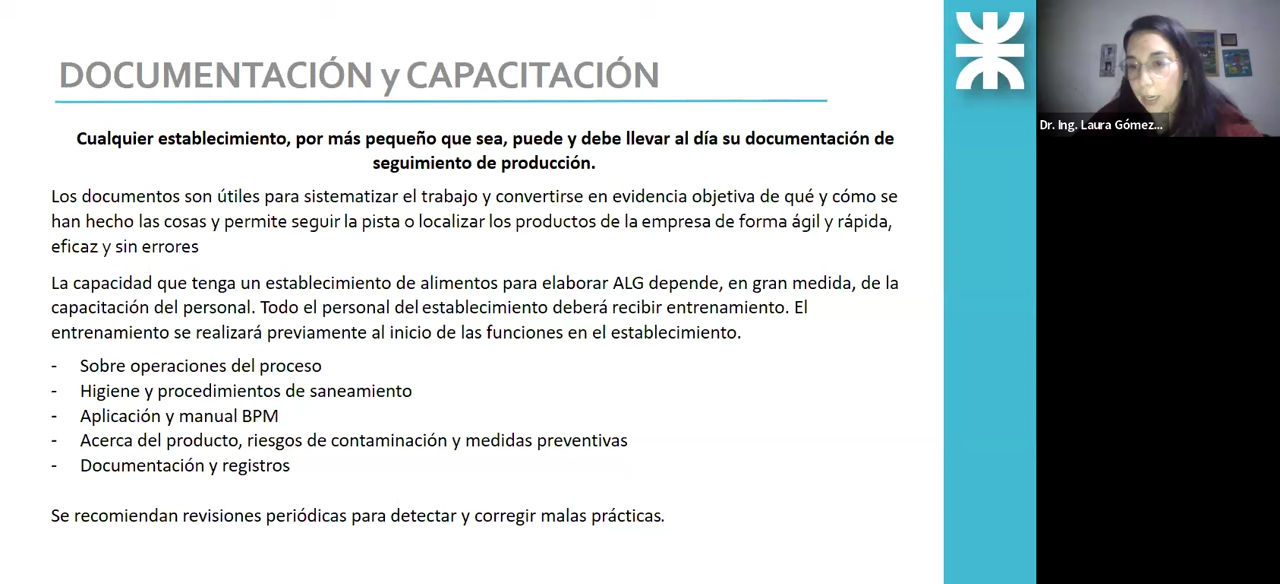 DOCUMENTACIÓN y CAPACITACIÓN
Cualquier establecimiento, por más pequeño que sea, puede y debe llevar al día su documentación de
seguimiento de producción.
Los documentos son útiles para sistematizar el trabajo y convertirse en evidencia objetiva de qué y cómo se
han hecho las cosas y permite seguir la pista o localizar los productos de la empresa de forma ágil y rápida,
eficaz y sin errores
La capacidad que tenga un establecimiento de alimentos para elaborar ALG depende, en gran medida, de la
capacitación del personal. Todo el personal del establecimiento deberá recibir entrenamiento. El
entrenamiento se realizará previamente al inicio de las funciones en el establecimiento.
- Sobre operaciones del proceso
- Higiene y procedimientos de saneamiento
- Aplicación y manual BPM
- Acerca del producto, riesgos de contaminación y medidas preventivas
- Documentación y registros
Se recomiendan revisiones periódicas para detectar y corregir malas prácticas.
Dr. Ing. Laura Gómez...